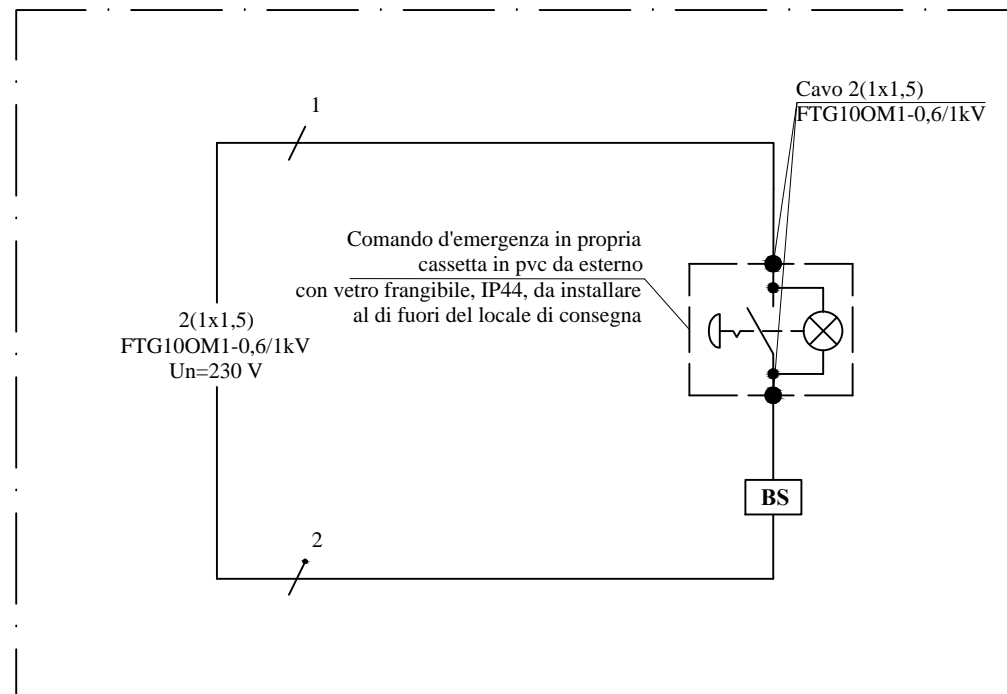 1
Cavo 2(1x1,5)
FTG10OM1-0,6/1kV
Comando d'emergenza in propria
cassetta in pvc da esterno
con vetro frangibile, IP44, da installare
al di fuori del locale di consegna
2(1x1,5)
FTG10OM1-0,6/1kV
Un=230 V
BS
2